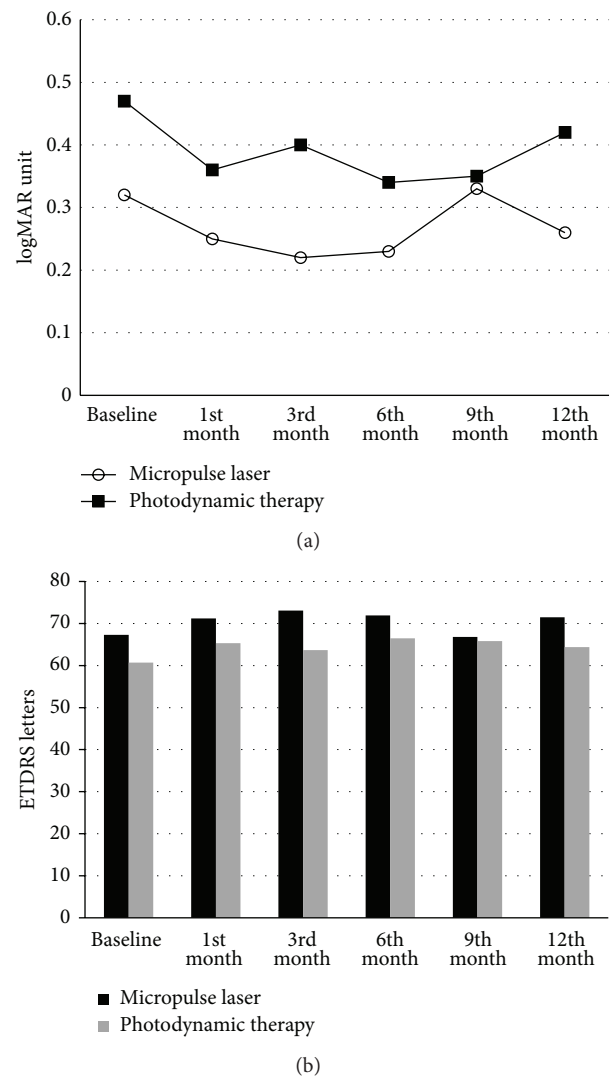 0.6
0.5
0.4
0.3
0.2
0.1
0
logMAR unit
Baseline 1st month 3rd month 6th month 9th month 12th month
Micropulse laser
Photodynamic therapy
(a)
80
70
60
50
40
30
20
10
0
ETDRS letters
Baseline 1st month 3rd month 6th month 9th month 12th month
Micropulse laser
Photodynamic therapy
(b)